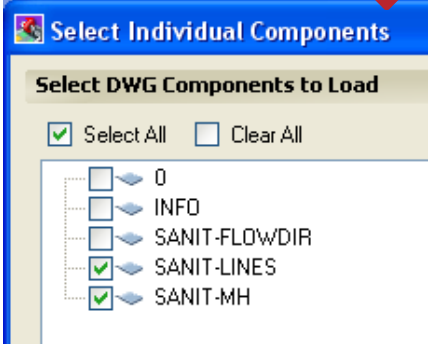 Select Individual Components
Select DWG Components to Load
Select All Clear All
0
INFO
SANIT-FLOWDIR
SANIT-LINES
SANIT-MH